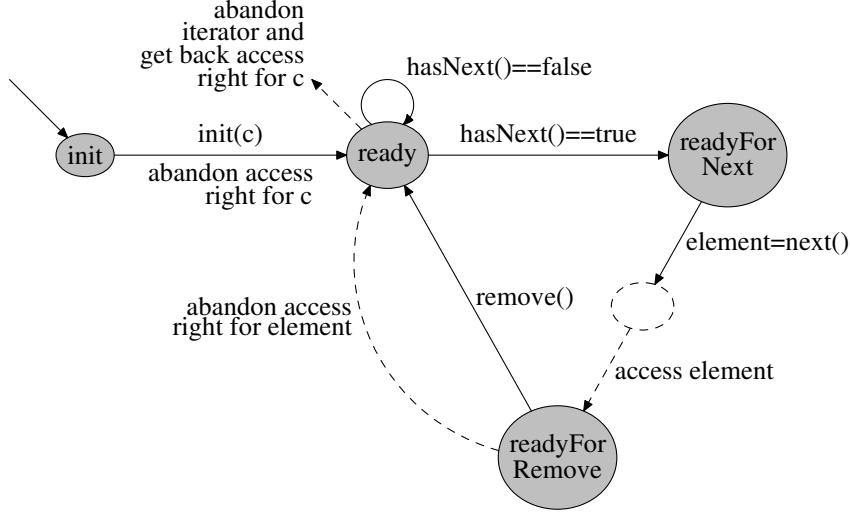 abandon
iterator and
get back access
right for c
hasNext()==false
init
init(c)
abandon access
right for c
ready
hasNext()==true
readyFor
Next
element=next()
abandon access
right for element
remove()
access element
readyFor
Remove